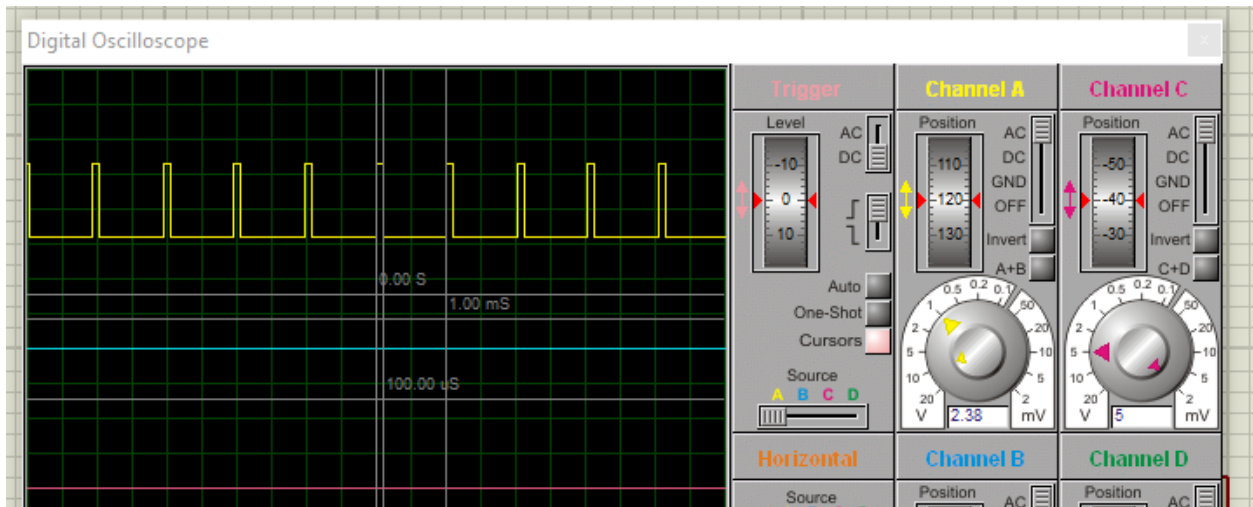 Digital Oscilloscope
x
Trigger
Level
AC
DC
-10
0
10
Auto
One-Shot
Cursors
Source
A B C D
Horizontal
Source
Channel A
Position
AC
DC
GND
OFF
110
120
130
Invert
A+B
0.5 0.2 0.1
1 50
2 20
5 10
10 5
20 2
V 2.38 mV
Channel B
Position
AC
Channel C
Position
AC
DC
GND
OFF
-50
-40
-30
Invert
C+D
0.5 0.2 0.1
1 50
2 20
5 10
10 5
20 2
V 5 mV
Channel D
Position
AC
0.00 S
1.00 mS
100.00 uS